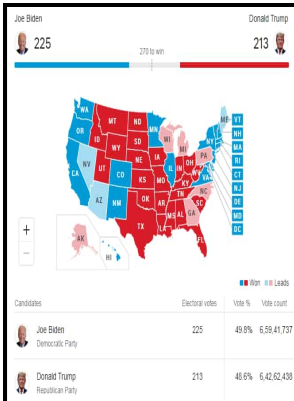 Joe Biden Donald Trump
225 213
270 to win
WA
MT ND MN
OR ID SD WI MI
WY
NV UT NE IA PA
CA CO IL IN OH
KS MO KY VA
AZ NM OK AR TN NC
MS AL GA SC
TX LA
FL
AK
HI
NY
ME
VT
NH
MA
RI
CT
NJ
DE
MD
DC
+
−
Won Leads
Candidates Electoral votes Vote % Vote count
Joe Biden 225 49.8% 6,59,41,737
Democratic Party
Donald Trump 213 48.6% 6,42,62,438
Republican Party